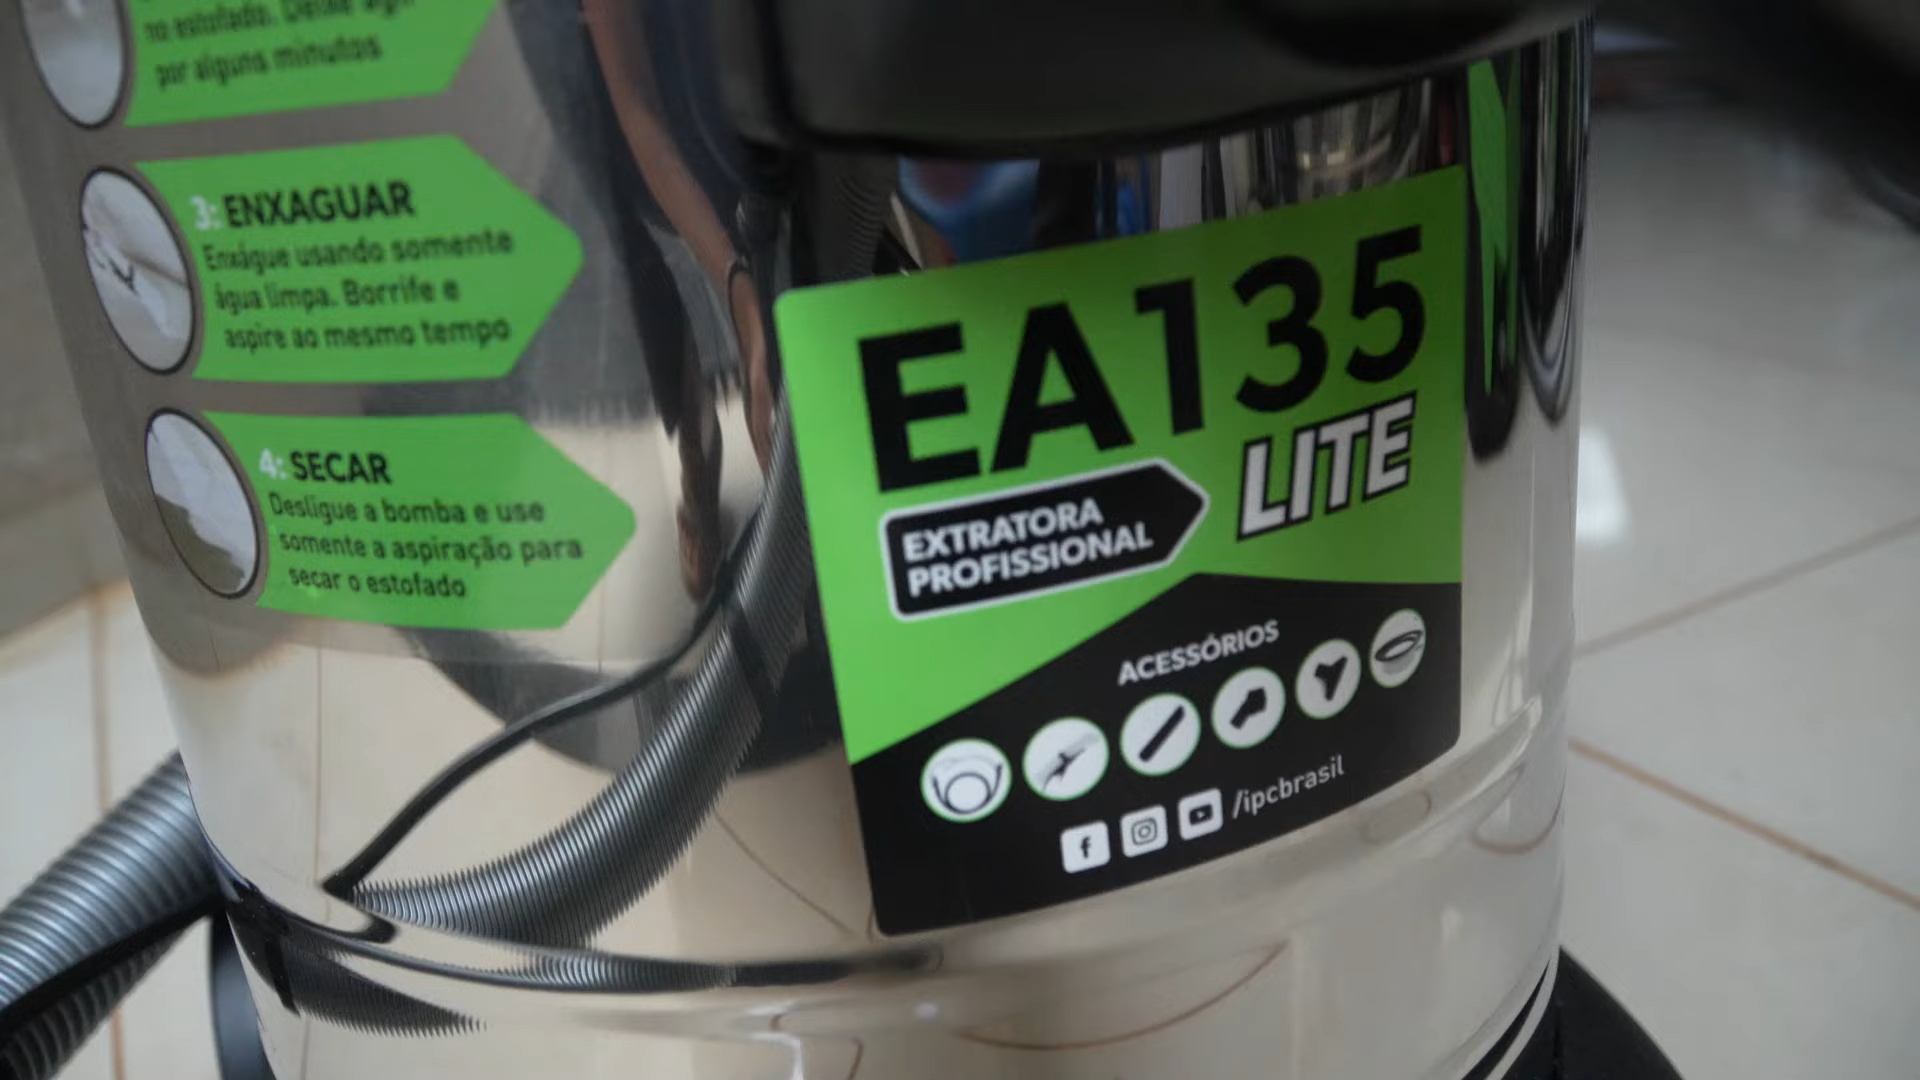 no estofado. Deixe agir
por alguns minutos
3: ENXAGUAR
Enxágue usando somente
água limpa. Borrife e
aspire ao mesmo tempo
4: SECAR
Desligue a bomba e use
somente a aspiração para
secar o estofado
EA135
LITE
EXTRATORA
PROFISSIONAL
ACESSÓRIOS
/ipcbrasil